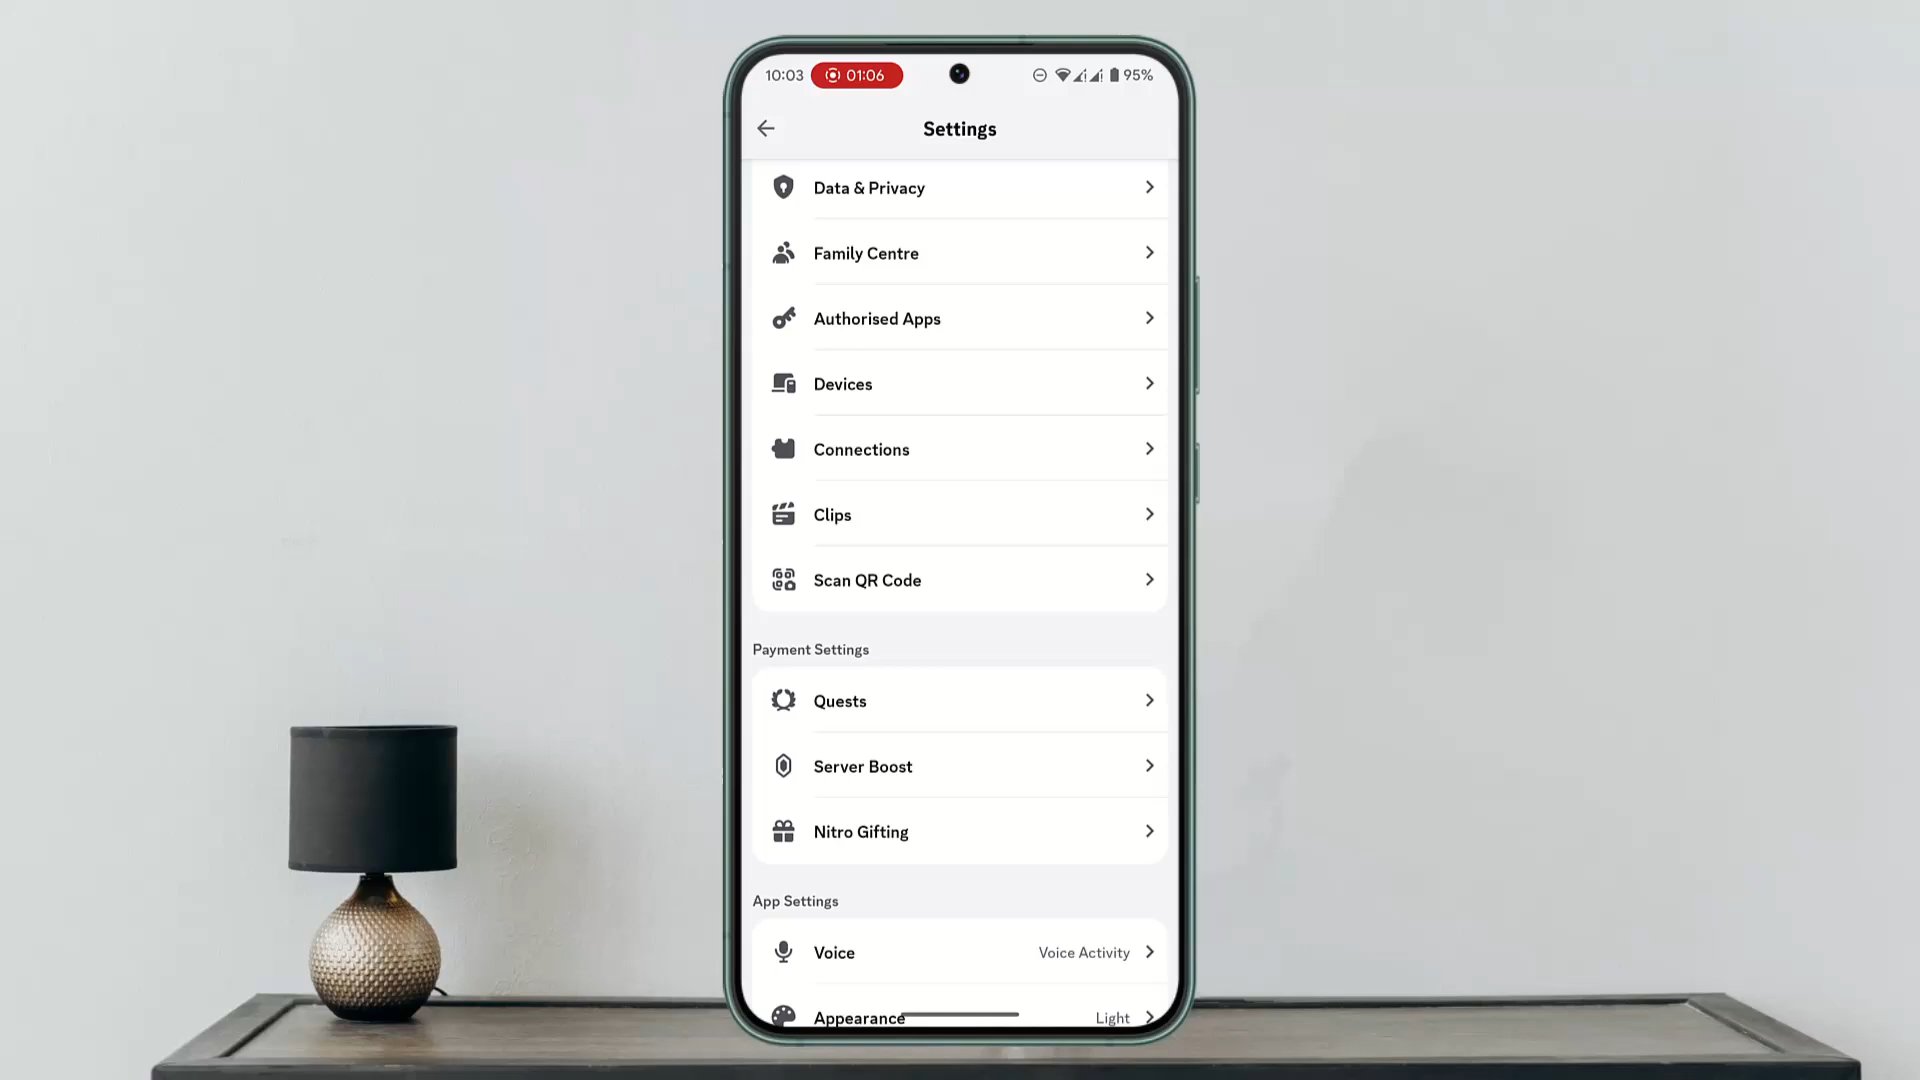 10:03 01:06 95%
Settings
Data & Privacy
Family Centre
Authorised Apps
Devices
Connections
Clips
Scan QR Code
Payment Settings
Quests
Server Boost
Nitro Gifting
App Settings
Voice Voice Activity
Appearance Light